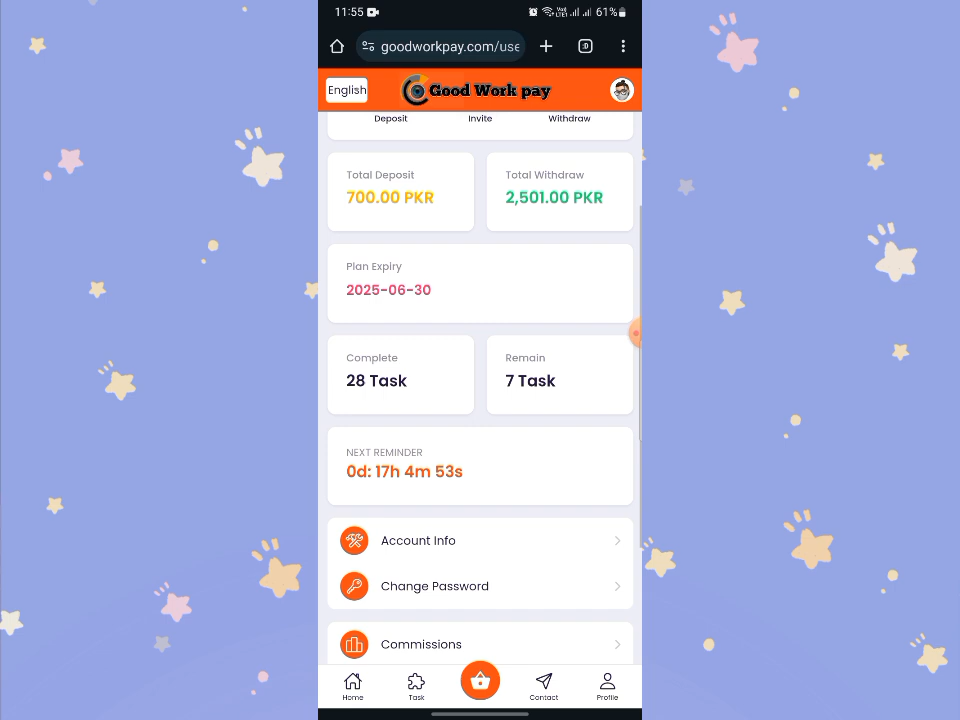 11:55
61%
goodworkpay.com/use
:D
English
Good Work pay
Deposit Invite Withdraw
Total Deposit Total Withdraw
700.00 PKR 2,501.00 PKR
Plan Expiry
2025-06-30
Complete Remain
28 Task 7 Task
NEXT REMINDER
0d: 17h 4m 53s
Account Info
Change Password
Commissions
Home Task Contact Profile